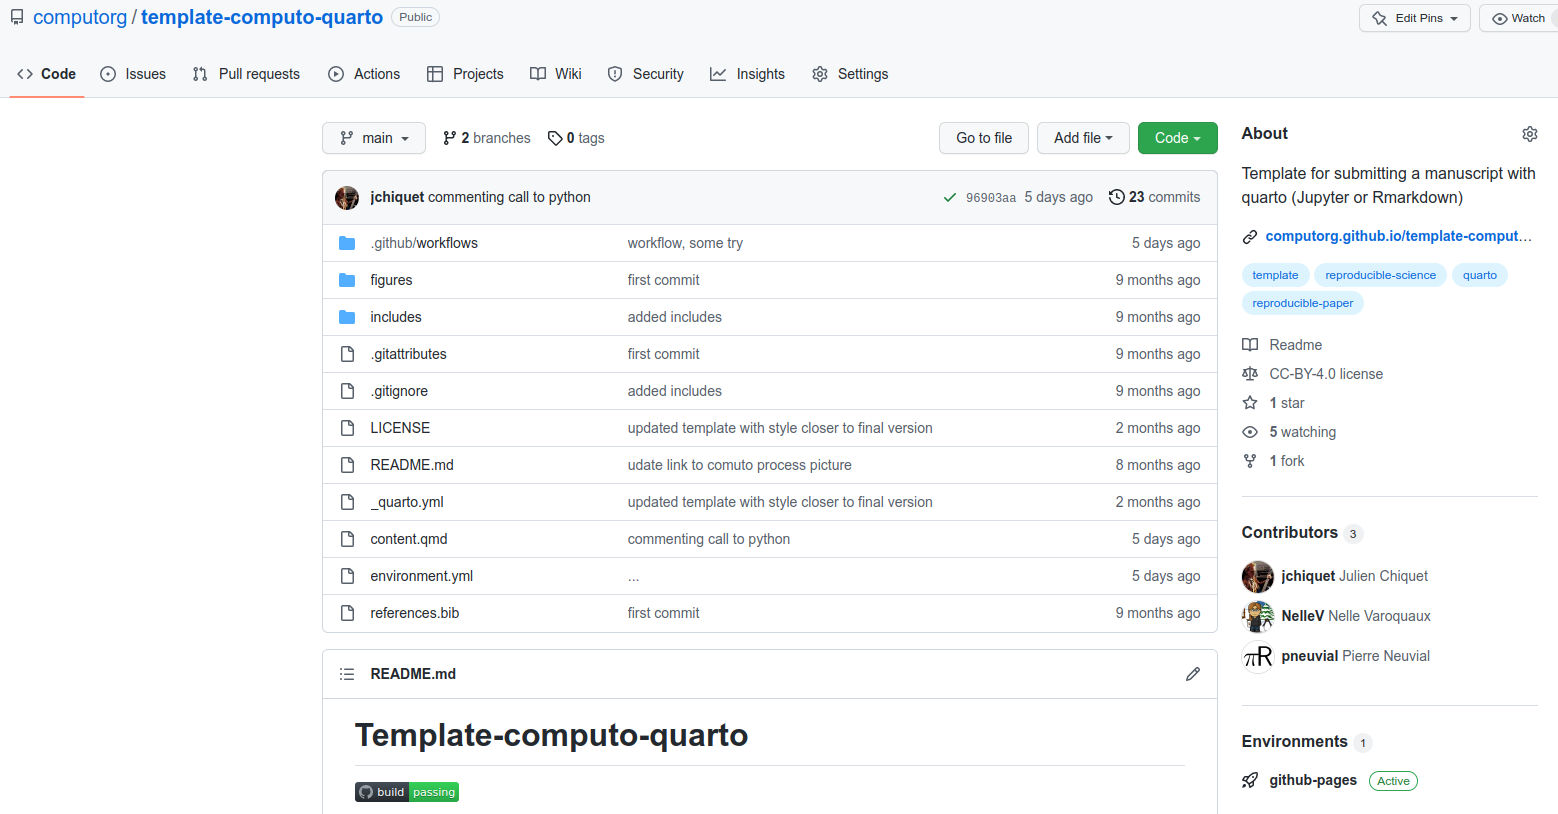 computorg / template-computo-quarto Public
Edit Pins Watch
Code Issues Pull requests Actions Projects Wiki Security Insights Settings
main 2 branches 0 tags Go to file Add file Code
jchiquet commenting call to python 96903aa 5 days ago 23 commits
.github/workflows workflow, some try 5 days ago
figures first commit 9 months ago
includes added includes 9 months ago
.gitattributes first commit 9 months ago
.gitignore added includes 9 months ago
LICENSE updated template with style closer to final version 2 months ago
README.md udate link to comuto process picture 8 months ago
_quarto.yml updated template with style closer to final version 2 months ago
content.qmd commenting call to python 5 days ago
environment.yml ... 5 days ago
references.bib first commit 9 months ago
README.md
Template-computo-quarto
build passing
About
Template for submitting a manuscript with
quarto (Jupyter or Rmarkdown)
computorg.github.io/template-comput...
template reproducible-science quarto
reproducible-paper
Readme
CC-BY-4.0 license
1 star
5 watching
1 fork
Contributors 3
jchiquet Julien Chiquet
NelleV Nelle Varoquaux
πR pneuvial Pierre Neuvial
Environments 1
github-pages Active